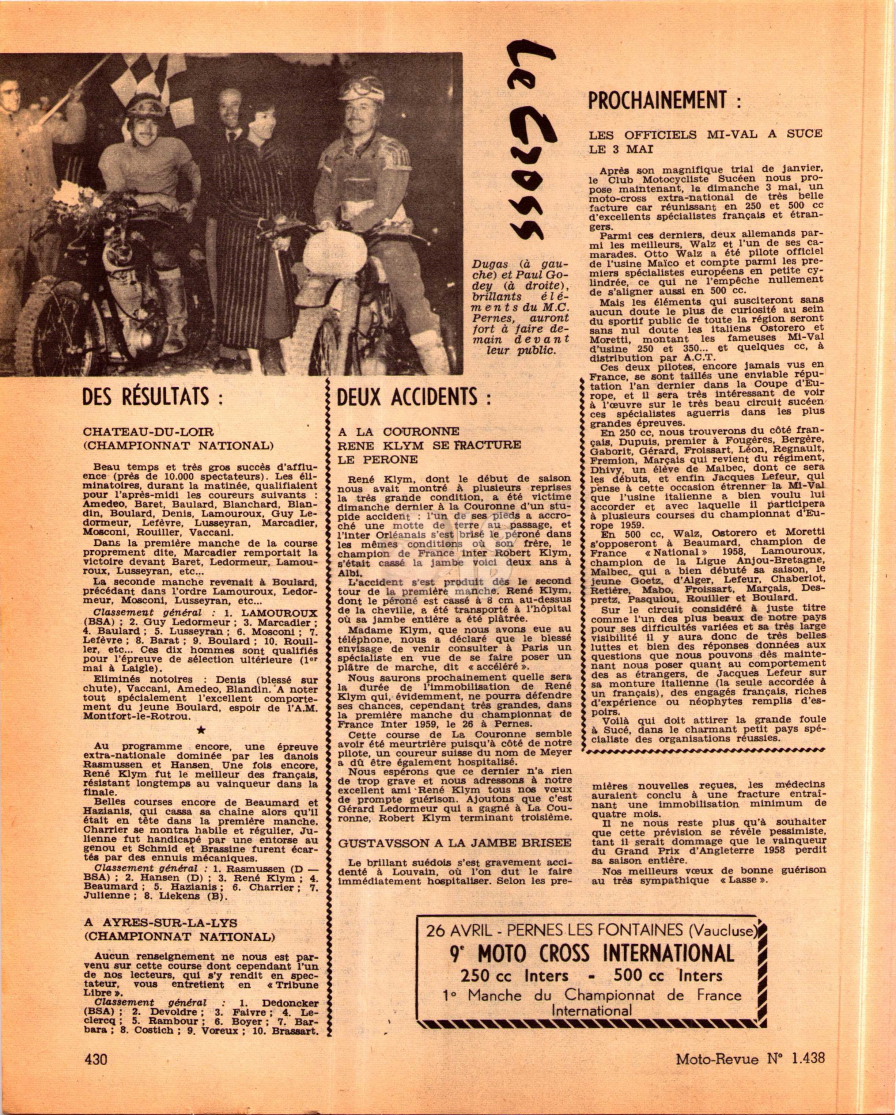 Le Cross
Dugas (à gau-
che) et Paul Go-
dey (à droite),
brillants élé-
ments du M.C.
Pernes, auront
fort à faire de-
main devant
leur public.
DES RÉSULTATS :
CHATEAU-DU-LOIR
(CHAMPIONNAT NATIONAL)
Beau temps et très gros succès d'afflu-
ence (près de 10.000 spectateurs). Les éli-
minatoires, durant la matinée, qualifiaient
pour l'après-midi les coureurs suivants :
Amedeo, Baret, Baulard, Blanchard, Blan-
din, Boulard, Denis, Lamouroux, Guy Le-
dormeur, Lefèvre, Lusseyran, Marcadier,
Mosconi, Rouiller, Vaccani.
Dans la première manche de la course
proprement dite, Marcadier remportait la
victoire devant Baret, Ledormeur, Lamou-
roux, Lusseyran, etc...
La seconde manche revenait à Boulard,
précédant dans l'ordre Lamouroux, Ledor-
meur, Mosconi, Lusseyran, etc...
Classement général : 1. LAMOUROUX
(BSA) ; 2. Guy Ledormeur ; 3. Marcadier ;
4. Baulard ; 5. Lusseyran ; 6. Mosconi ; 7.
Lefèvre ; 8. Barat ; 9. Boulard ; 10. Rouil-
ler, etc... Ces dix hommes sont qualifiés
pour l'épreuve de sélection ultérieure (1er
mai à Laigle).
Eliminés notoires : Denis (blessé sur
chute), Vaccani, Amedeo, Blandin. A noter
tout spécialement l'excellent comporte-
ment du jeune Boulard, espoir de l'A.M.
Montfort-le-Rotrou.
★
Au programme encore, une épreuve
extra-nationale dominée par les danois
Rasmussen et Hansen. Une fois encore,
René Klym fut le meilleur des français,
résistant longtemps au vainqueur dans la
finale.
Belles courses encore de Beaumard et
Hazianis, qui cassa sa chaîne alors qu'il
était en tête dans la première manche.
Charrier se montra habile et régulier, Ju-
lienne fut handicapé par une entorse au
genou et Schmid et Brassine furent écar-
tés par des ennuis mécaniques.
Classement général : 1. Rasmussen (D —
BSA) ; 2. Hansen (D) ; 3. René Klym ; 4.
Beaumard ; 5. Hazianis ; 6. Charrier ; 7.
Julienne ; 8. Liekens (B).
A AYRES-SUR-LA-LYS
(CHAMPIONNAT NATIONAL)
Aucun renseignement ne nous est par-
venu sur cette course dont cependant l'un
de nos lecteurs, qui s'y rendit en spec-
tateur, vous entretient en « Tribune
Libre ».
Classement général : 1. Dedoncker
(BSA) ; 2. Devoldre ; 3. Faivre ; 4. Le-
clercq ; 5. Rambour ; 6. Boyer ; 7. Bar-
bara ; 8. Costich ; 9. Voreux ; 10. Brassart.
DEUX ACCIDENTS :
A LA COURONNE
RENE KLYM SE FRACTURE
LE PERONE
René Klym, dont le début de saison
nous avait montré à plusieurs reprises
la très grande condition, a été victime
dimanche dernier à la Couronne d'un stu-
pide accident : l'un de ses pieds a accro-
ché une motte de terre au passage, et
l'inter Orléanais s'est brisé le péroné dans
les mêmes conditions où son frère, le
champion de France inter Robert Klym,
s'était cassé la jambe voici deux ans à
Albi.
L'accident s'est produit dès le second
tour de la première manche. René Klym,
dont le péroné est cassé à 8 cm au-dessus
de la cheville, a été transporté à l'hôpital
où sa jambe entière a été plâtrée.
Madame Klym, que nous avons eue au
téléphone, nous a déclaré que le blessé
envisage de venir consulter à Paris un
spécialiste en vue de se faire poser un
plâtre de marche, dit « accéléré ».
Nous saurons prochainement quelle sera
la durée de l'immobilisation de René
Klym qui, évidemment, ne pourra défendre
ses chances, cependant très grandes, dans
la première manche du championnat de
France Inter 1959, le 26 à Pernes.
Cette course de La Couronne semble
avoir été meurtrière puisqu'à côté de notre
pilote, un coureur suisse du nom de Meyer
a dû être également hospitalisé.
Nous espérons que ce dernier n'a rien
de trop grave et nous adressons à notre
excellent ami René Klym tous nos vœux
de prompte guérison. Ajoutons que c'est
Gérard Ledormeur qui a gagné à La Cou-
ronne, Robert Klym terminant troisième.
GUSTAVSSON A LA JAMBE BRISEE
Le brillant suédois s'est gravement acci-
denté à Louvain, où l'on dut le faire
immédiatement hospitaliser. Selon les pre-
PROCHAINEMENT :
LES OFFICIELS MI-VAL A SUCE
LE 3 MAI
Après son magnifique trial de janvier,
le Club Motocycliste Sucéen nous pro-
pose maintenant, le dimanche 3 mai, un
moto-cross extra-national de très belle
facture car réunissant en 250 et 500 cc
d'excellents spécialistes français et étran-
gers.
Parmi ces derniers, deux allemands par-
mi les meilleurs, Walz et l'un de ses ca-
marades. Otto Walz a été pilote officiel
de l'usine Maïco et compte parmi les pre-
miers spécialistes européens en petite cy-
lindrée, ce qui ne l'empêche nullement
de s'aligner aussi en 500 cc.
Mais les éléments qui susciteront sans
aucun doute le plus de curiosité au sein
du sportif public de toute la région seront
sans nul doute les italiens Ostorero et
Moretti, montant les fameuses Mi-Val
d'usine 250 et 350... et quelques cc, à
distribution par A.C.T.
Ces deux pilotes, encore jamais vus en
France, se sont taillés une enviable répu-
tation l'an dernier dans la Coupe d'Eu-
rope, et il sera très intéressant de voir
à l'œuvre sur le très beau circuit sucéen
ces spécialistes aguerris dans les plus
grandes épreuves.
En 250 cc, nous trouverons du côté fran-
çais, Dupuis, premier à Fougères, Bergère,
Gaborit, Gérard, Froissart, Léon, Regnault,
Fremion, Marçais qui revient du régiment,
Dhivy, un élève de Malbec, dont ce sera
les débuts, et enfin Jacques Lefeur, qui
pense à cette occasion étrenner la Mi-Val
que l'usine italienne a bien voulu lui
accorder et avec laquelle il participera
à plusieurs courses du championnat d'Eu-
rope 1959.
En 500 cc, Walz, Ostorero et Moretti
s'opposeront à Beaumard, champion de
France « National » 1958, Lamouroux,
champion de la Ligue Anjou-Bretagne,
Malbec, qui a bien débuté sa saison, le
jeune Goetz, d'Alger, Lefeur, Chaberlot,
Retière, Mabo, Froissart, Marçais, Des-
pretz, Pasquiou, Rouiller et Boulard.
Sur le circuit considéré à juste titre
comme l'un des plus beaux de notre pays
pour ses difficultés variées et sa très large
visibilité il y aura donc de très belles
luttes et bien des réponses données aux
questions que nous pouvons dès mainte-
nant nous poser quant au comportement
des as étrangers, de Jacques Lefeur sur
sa monture italienne (la seule accordée à
un français), des engagés français, riches
d'expérience ou néophytes remplis d'es-
poirs.
Voilà qui doit attirer la grande foule
à Sucé, dans le charmant petit pays spé-
cialiste des organisations réussies.
mières nouvelles reçues, les médecins
auraient conclu à une fracture entraî-
nant une immobilisation minimum de
quatre mois.
Il ne nous reste plus qu'à souhaiter
que cette prévision se révèle pessimiste,
tant il serait dommage que le vainqueur
du Grand Prix d'Angleterre 1958 perdît
sa saison entière.
Nos meilleurs vœux de bonne guérison
au très sympathique « Lasse ».
26 AVRIL - PERNES LES FONTAINES (Vaucluse)
9e MOTO CROSS INTERNATIONAL
250 cc Inters - 500 cc Inters
1° Manche du Championnat de France
International
430
Moto-Revue N° 1.438